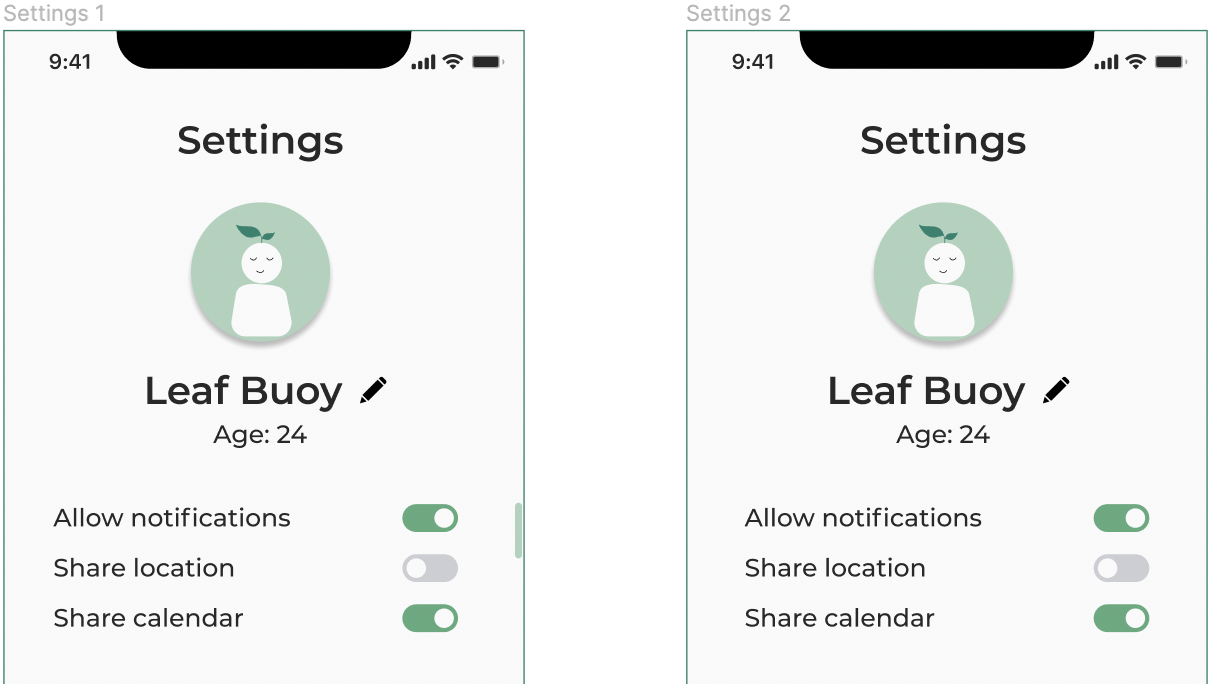 Settings 1
9:41
Settings
Leaf Buoy
Age: 24
Allow notifications
Share location
Share calendar
Settings 2
9:41
Settings
Leaf Buoy
Age: 24
Allow notifications
Share location
Share calendar